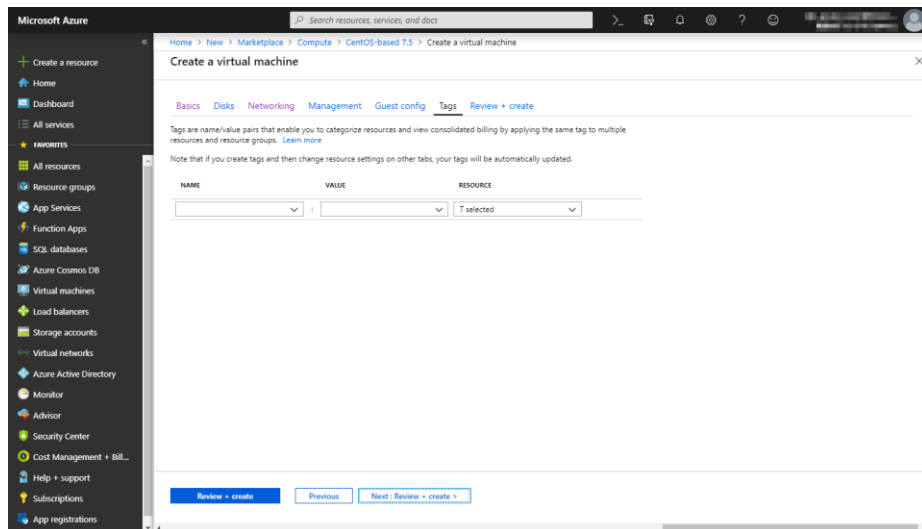 Microsoft Azure
Search resources, services, and docs
Home > New > Marketplace > Compute > CentOS-based 7.5 > Create a virtual machine
Create a virtual machine
Create a resource
Home
Dashboard
All services
FAVORITES
All resources
Resource groups
App Services
Function Apps
SQL databases
Azure Cosmos DB
Virtual machines
Load balancers
Storage accounts
Virtual networks
Azure Active Directory
Monitor
Advisor
Security Center
Cost Management + Bill...
Help + support
Subscriptions
App registrations
Basics Disks Networking Management Guest config Tags Review + create
Tags are name/value pairs that enable you to categorize resources and view consolidated billing by applying the same tag to multiple
resources and resource groups. Learn more
Note that if you create tags and then change resource settings on other tabs, your tags will be automatically updated.
NAME VALUE RESOURCE
: 7 selected
Review + create Previous Next : Review + create >